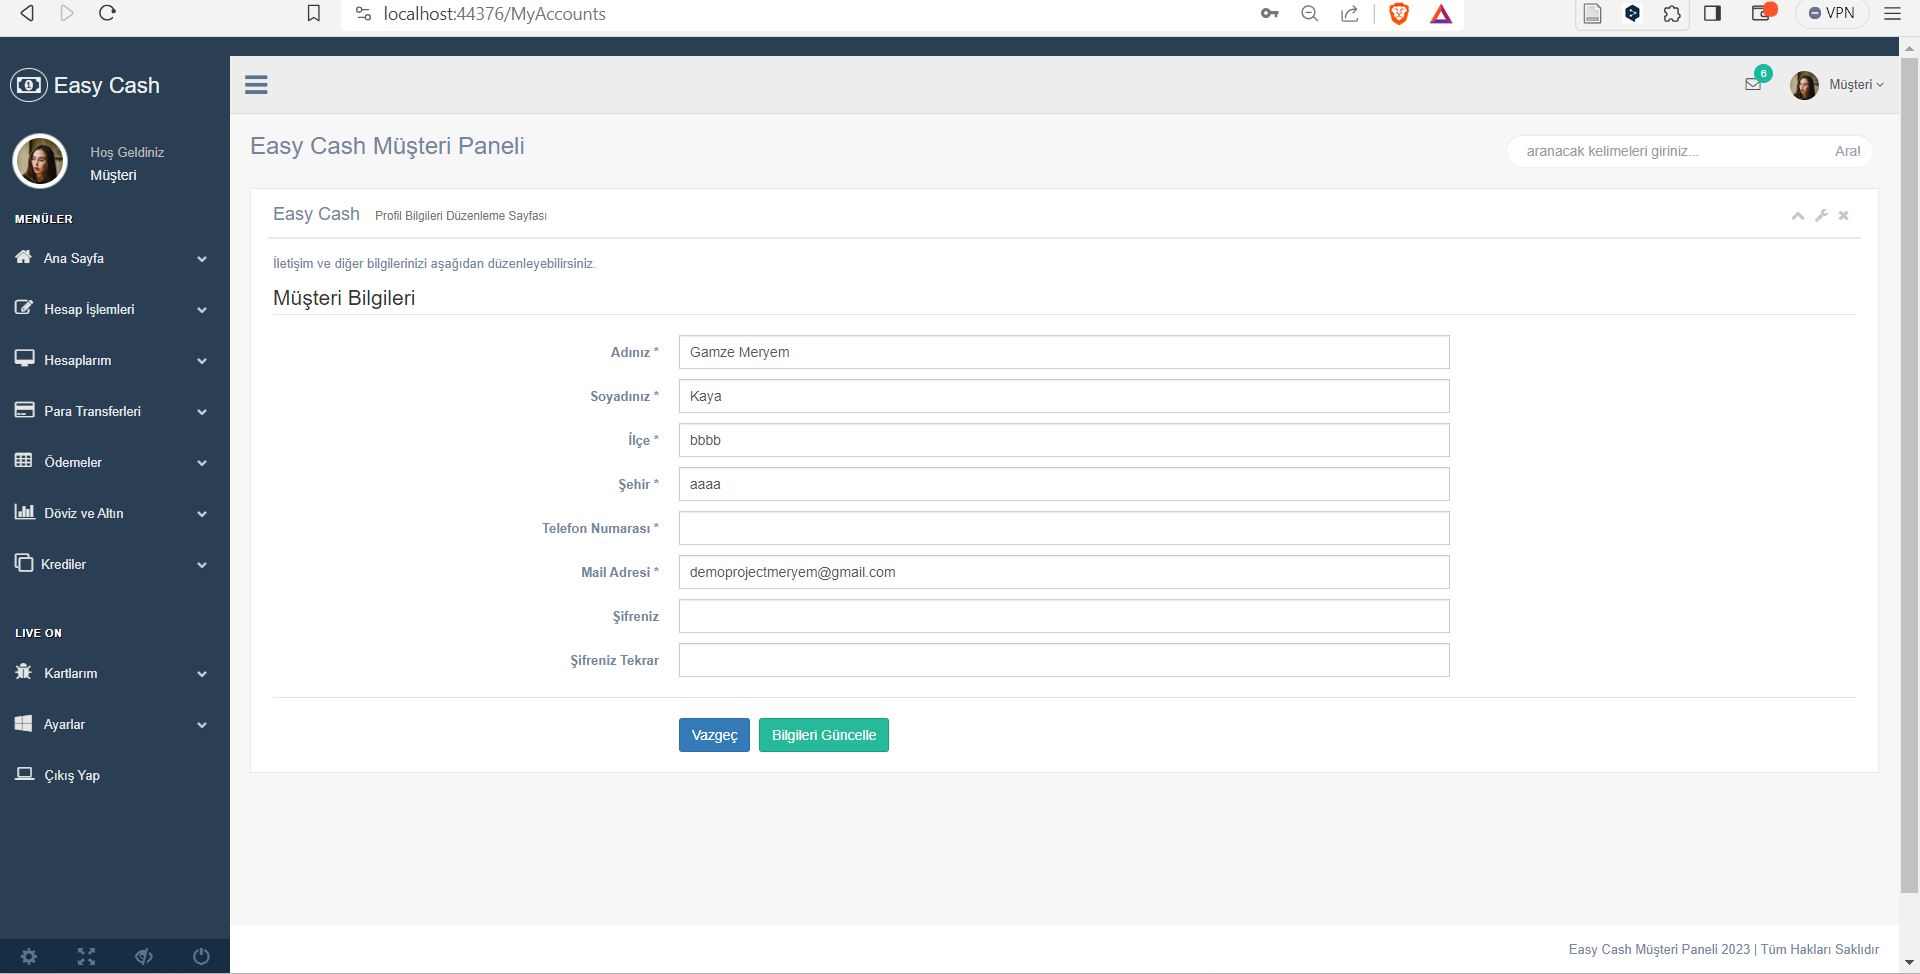 localhost:44376/MyAccounts
VPN
Easy Cash
6
Müşteri
Hoş Geldiniz
Müşteri
MENÜLER
Ana Sayfa
Hesap İşlemleri
Hesaplarım
Para Transferleri
Ödemeler
Döviz ve Altın
Krediler
LIVE ON
Kartlarım
Ayarlar
Çıkış Yap
Easy Cash Müşteri Paneli
aranacak kelimeleri giriniz... Ara!
Easy Cash Profil Bilgileri Düzenleme Sayfası
İletişim ve diğer bilgilerinizi aşağıdan düzenleyebilirsiniz.
Müşteri Bilgileri
Adınız * Gamze Meryem
Soyadınız * Kaya
İlçe * bbbb
Şehir * aaaa
Telefon Numarası *
Mail Adresi * demoprojectmeryem@gmail.com
Şifreniz
Şifreniz Tekrar
Vazgeç Bilgileri Güncelle
Easy Cash Müşteri Paneli 2023 | Tüm Hakları Saklıdır